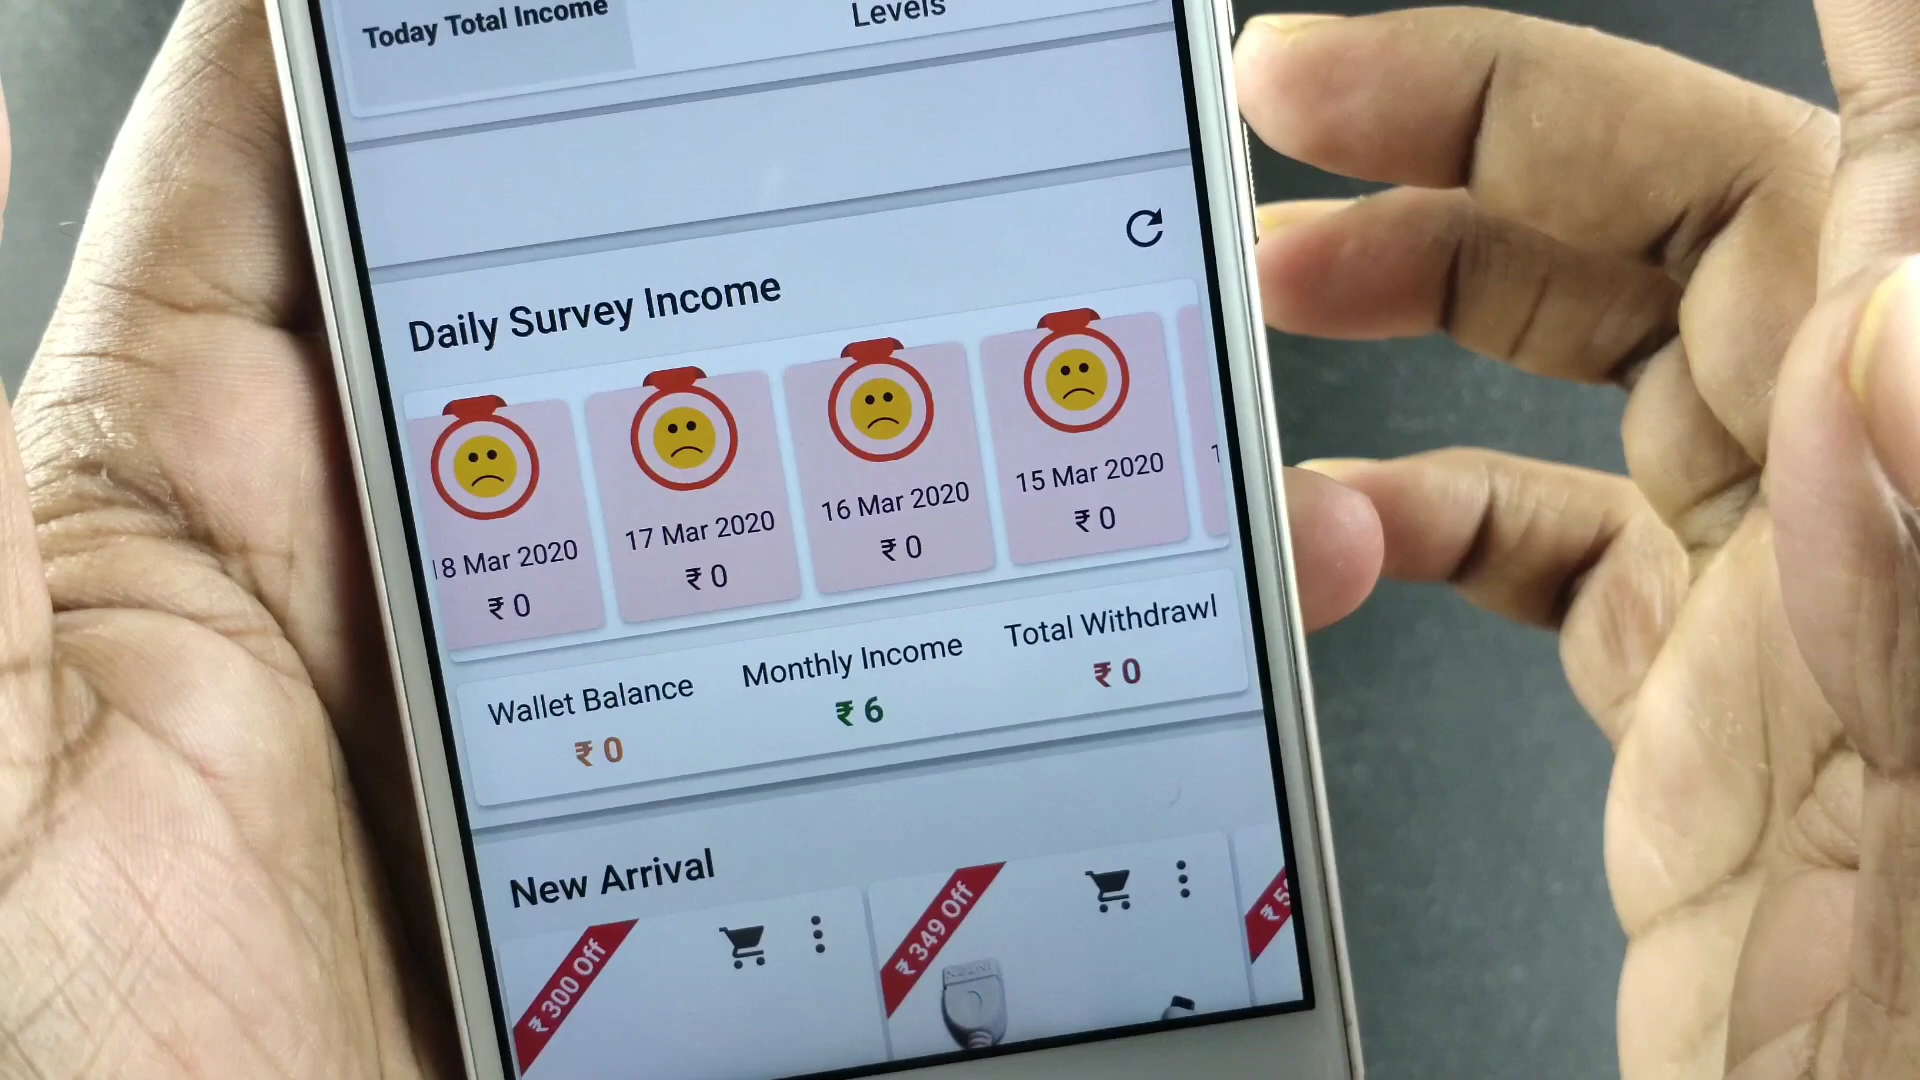 Today Total Income
Levels
Daily Survey Income
18 Mar 2020
₹ 0
17 Mar 2020
₹ 0
16 Mar 2020
₹ 0
15 Mar 2020
₹ 0
Wallet Balance
₹ 0
Monthly Income
₹ 6
Total Withdrawl
₹ 0
New Arrival
₹ 300 Off
₹ 349 Off